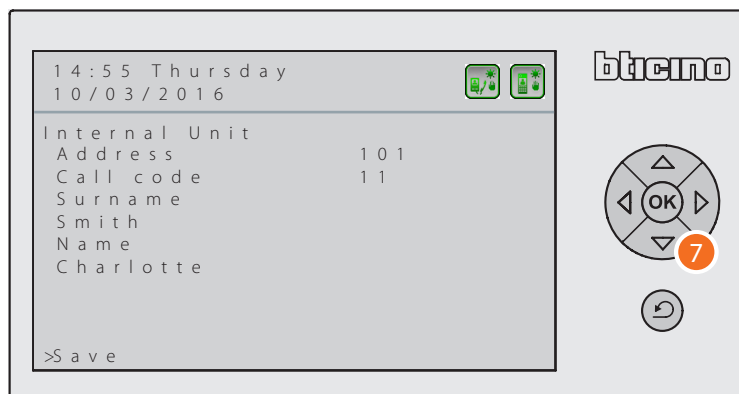 14:55 Thursday
10/03/2016
bticino
Internal Unit
Address 101
Call code 11
Surname
Smith
Name
Charlotte
>Save
OK
7